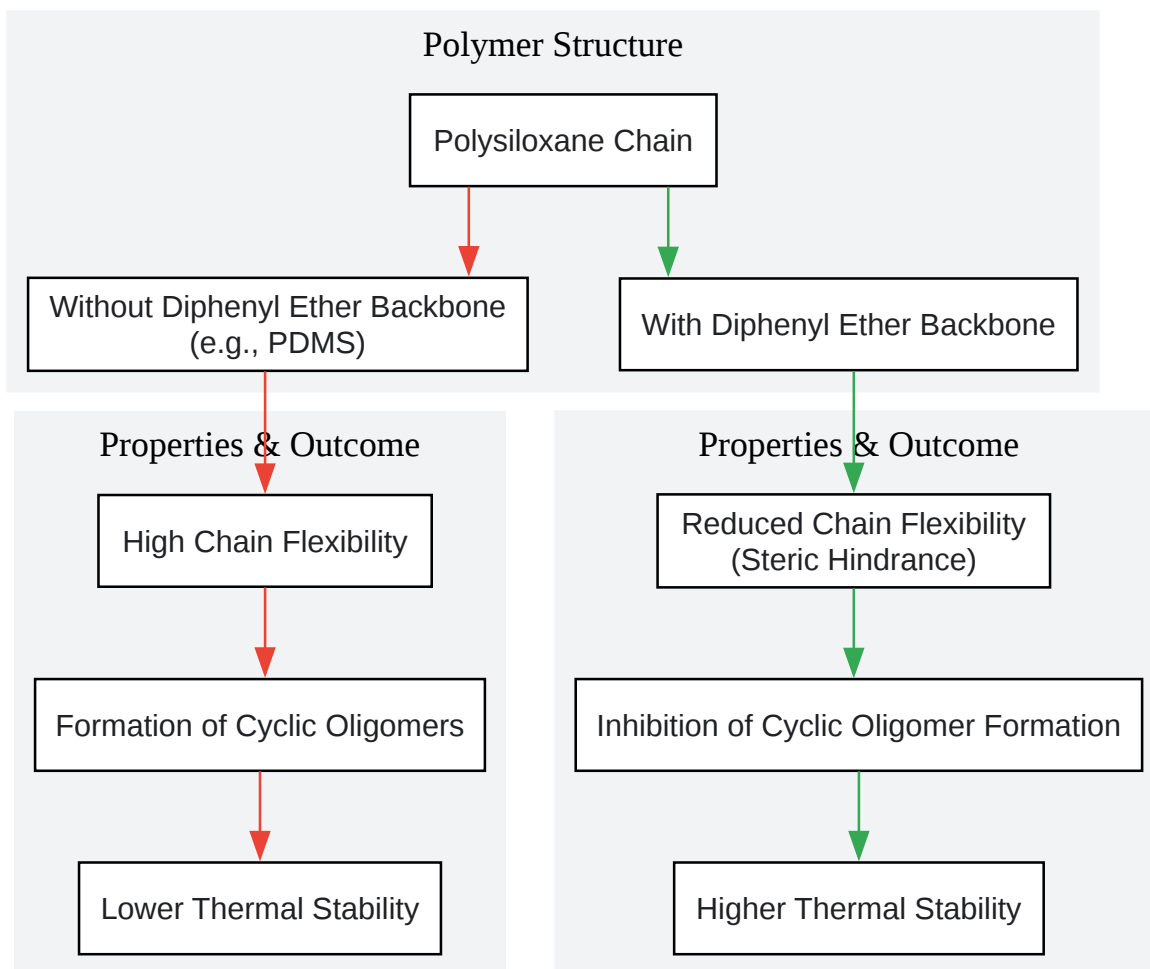 Polymer Structure
Polysiloxane Chain
Without Diphenyl Ether Backbone
(e.g., PDMS)
With Diphenyl Ether Backbone
Properties & Outcome
High Chain Flexibility
Formation of Cyclic Oligomers
Lower Thermal Stability
Properties & Outcome
Reduced Chain Flexibility
(Steric Hindrance)
Inhibition of Cyclic Oligomer Formation
Higher Thermal Stability